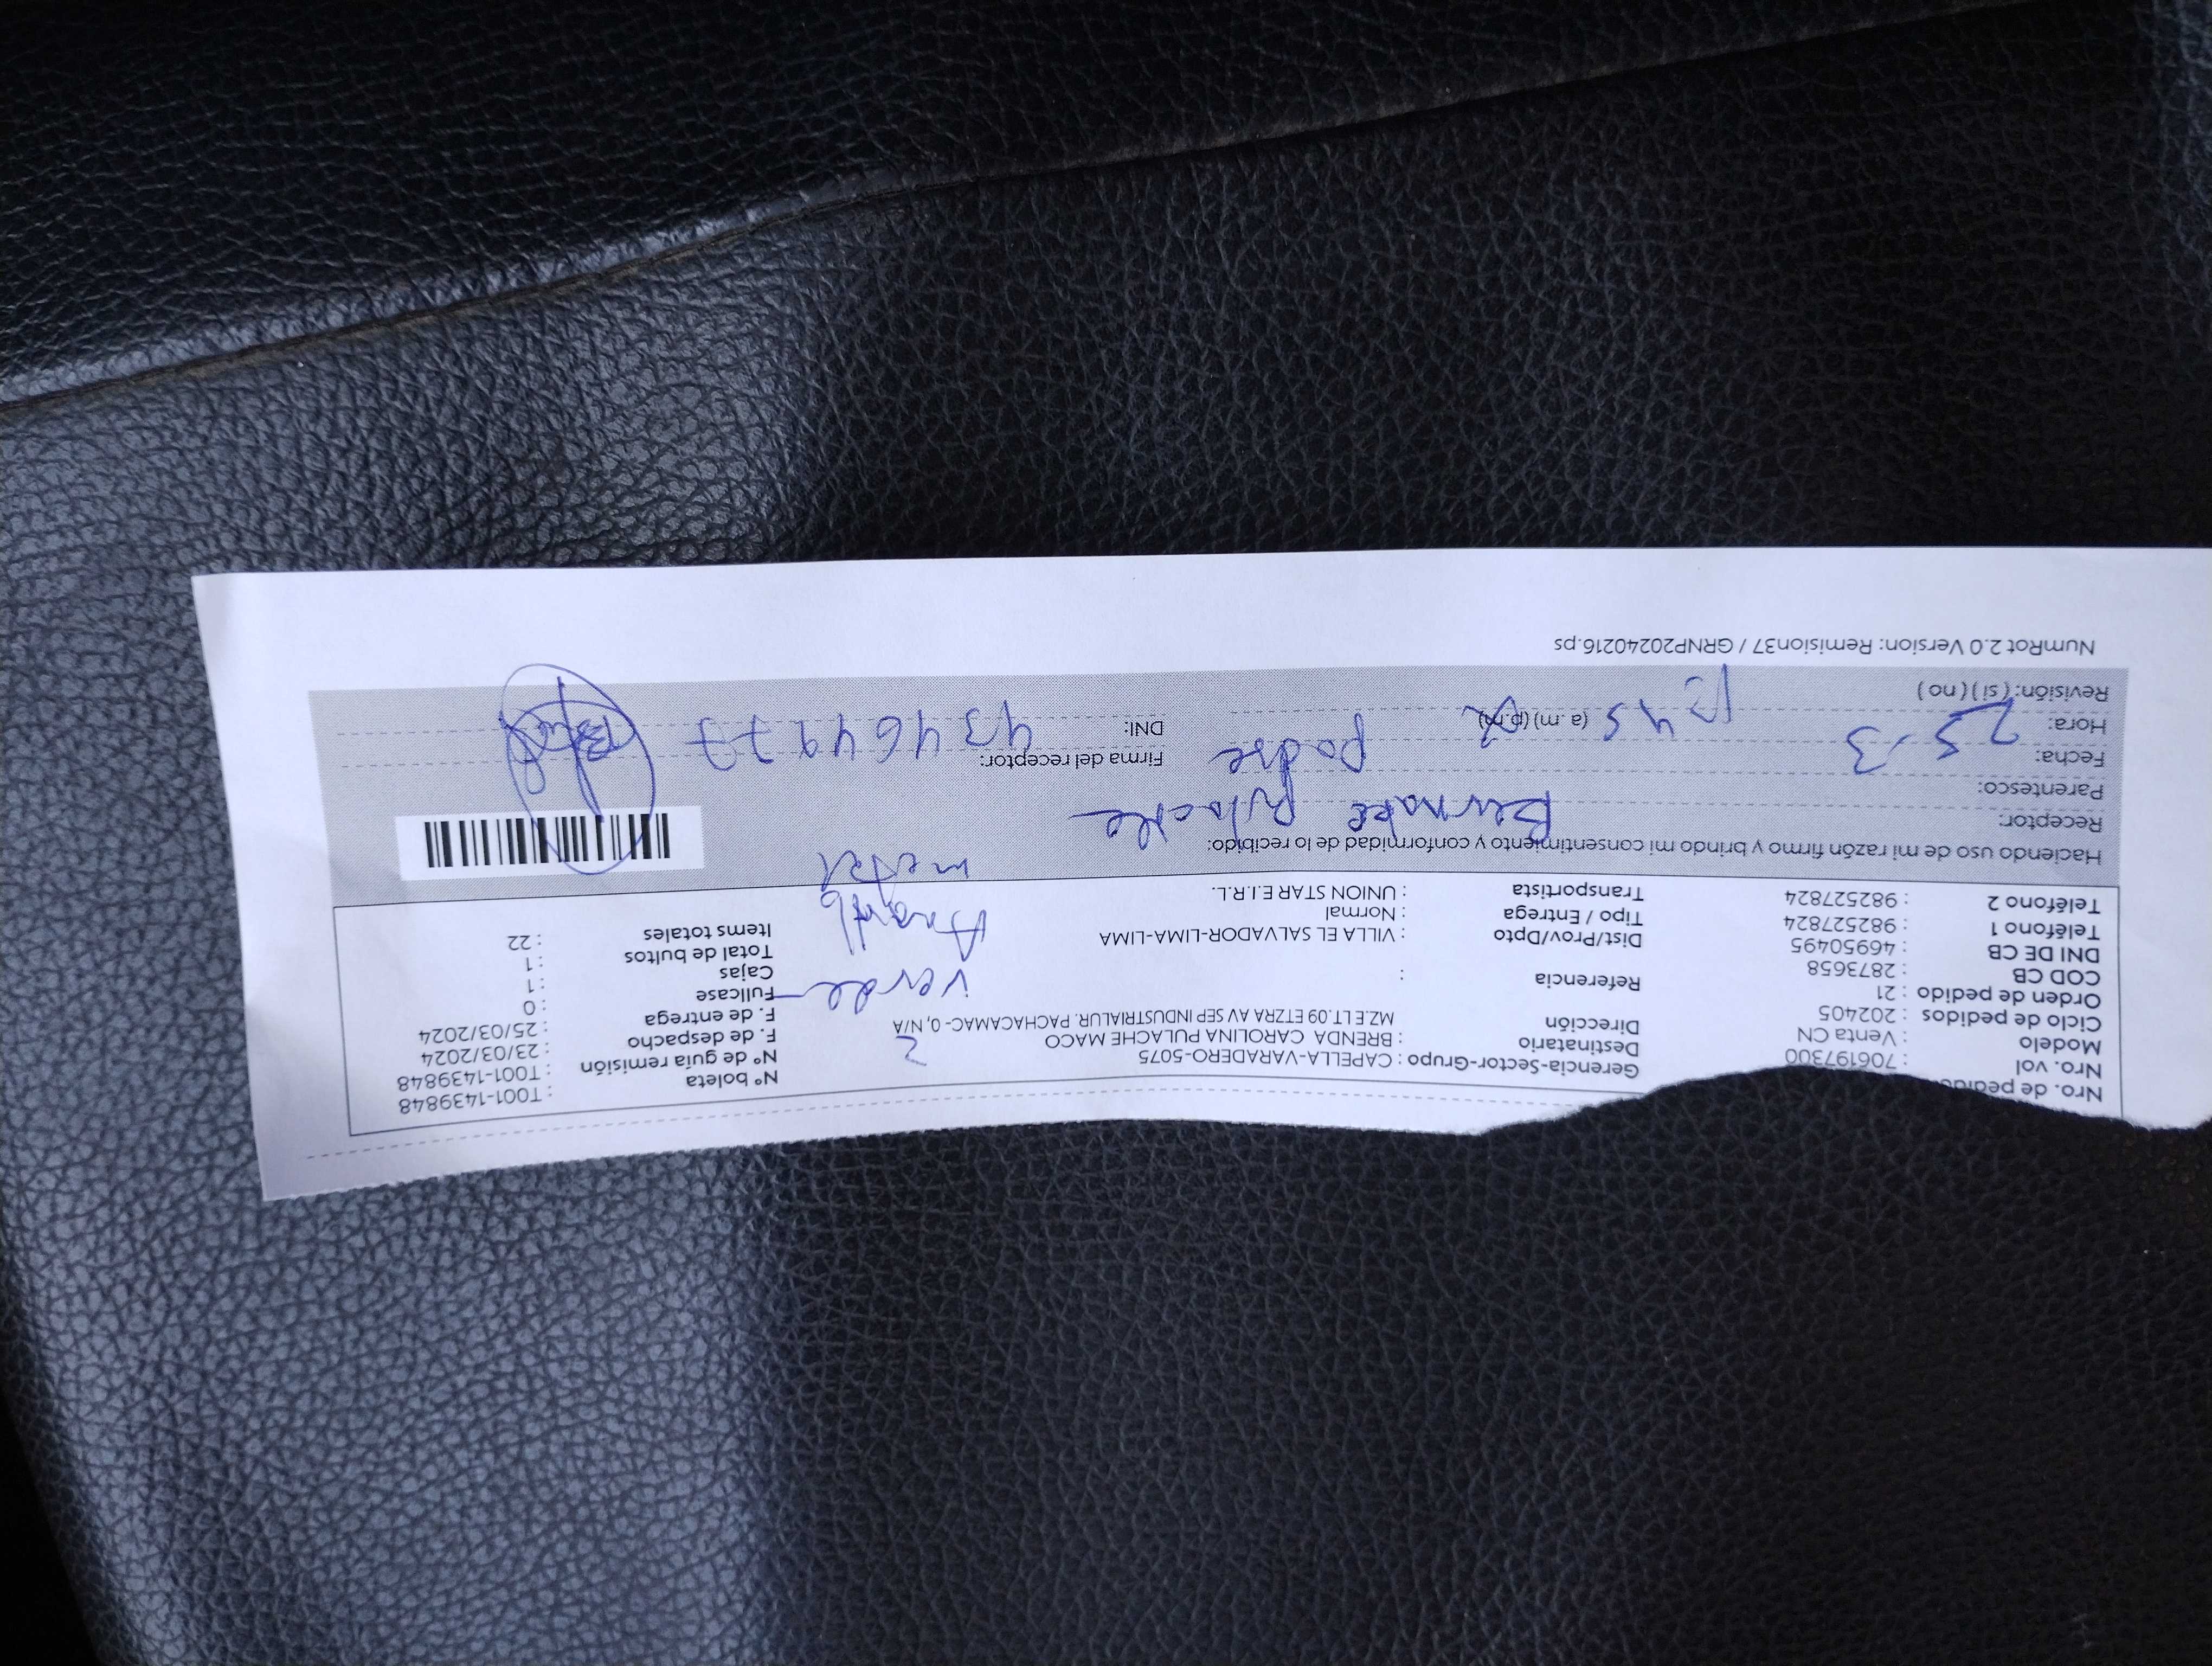 Nro. de pedido
Nro. vol : 706197300
Modelo : Venta CN
Ciclo de pedidos : 202405
Orden de pedido : 21
COD CB : 2873658
DNI DE CB : 46950495
Teléfono 1 : 982527824
Teléfono 2 : 982527824
Gerencia-Sector-Grupo : CAPELLA-VARADERO-5075
Destinatario : BRENDA CAROLINA PULACHE MACO
Dirección MZ.E LT.09 ETZRA AV SEP INDUSTRIALUR. PACHACAMAC- 0, N/A
Referencia :
Dist/Prov/Dpto : VILLA EL SALVADOR-LIMA-LIMA
Tipo / Entrega : Normal
Transportista : UNION STAR E.I.R.L.
2
verde
metal
Nº boleta : T001-1439848
Nº de guía remisión : T001-1439848
F. de despacho : 23/03/2024
F. de entrega : 25/03/2024
Fullcase : 0
Cajas : 1
Total de bultos : 1
Items totales : 22
Haciendo uso de mi razón firmo y brindo mi consentimiento y conformidad de lo recibido:
Receptor: pulache
Parentesco: padre
Fecha: 25-3
Hora: 45 (a.m) (p.m)
Revisión: ( si ) ( no )
Firma del receptor:
DNI:
NumRot 2.0 Version: Remision37 / GRNP20240216.ps